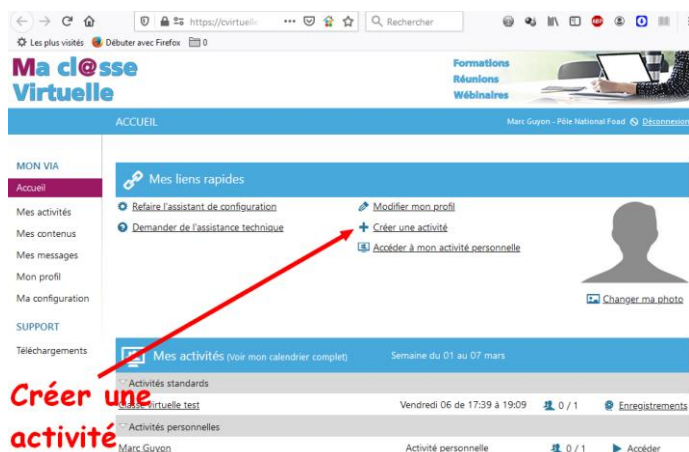 https://cvirtuelle
Rechercher
Les plus visités Débuter avec Firefox 0
Ma cl@sse
Virtuelle
Formations
Réunions
Wébinaires
ACCUEIL
Marc Guyon - Pôle National Foad Déconnexion
MON VIA
Accueil
Mes activités
Mes contenus
Mes messages
Mon profil
Ma configuration
SUPPORT
Téléchargements
Mes liens rapides
Refaire l'assistant de configuration
Demander de l'assistance technique
Modifier mon profil
Créer une activité
Accéder à mon activité personnelle
Changer ma photo
Mes activités (Voir mon calendrier complet) Semaine du 01 au 07 mars
Activités standards
Classe virtuelle test Vendredi 06 de 17:39 à 19:09 0 / 1 Enregistrements
Activités personnelles
Marc Guyon Activité personnelle 0 / 1 Accéder
Créer une
activité